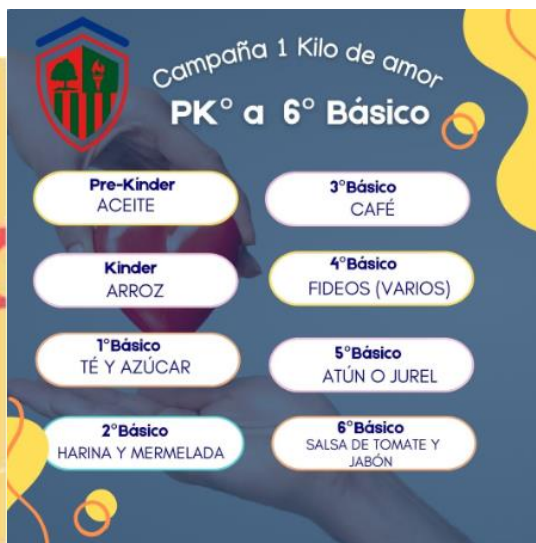 Campaña 1 Kilo de amor
PK° a 6° Básico
Pre-Kínder
ACEITE
Kinder
ARROZ
1°Básico
TÉ Y AZÚCAR
2°Básico
HARINA Y MERMELADA
3°Básico
CAFÉ
4°Básico
FIDEOS (VARIOS)
5°Básico
ATÚN O JUREL
6°Básico
SALSA DE TOMATE Y
JABÓN